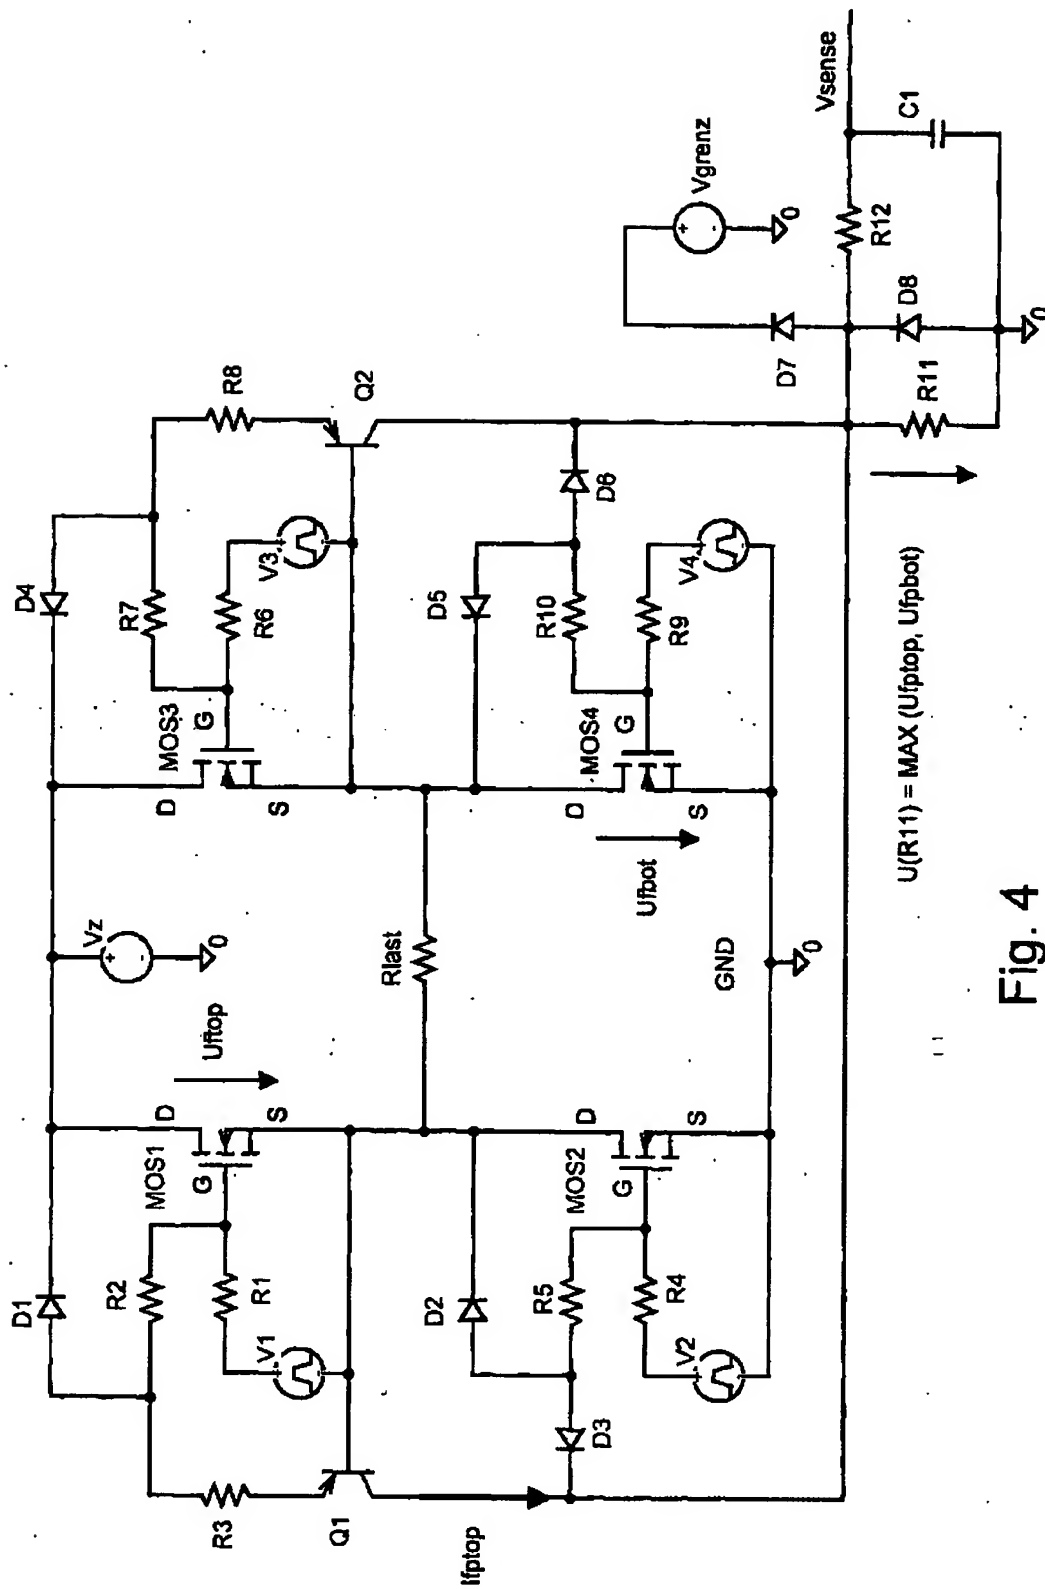 D1
D4
Vz
0
Uftop
R2
R1
V1
R3
Q1
MOS1
D
G
S
MOS3
D
G
S
R7
R6
V3
R8
Q2
Rlast
D2
R5
R4
V2
D3
MOS2
D
G
S
Ifptop
D5
R10
R9
V4
D6
MOS4
D
G
S
Ufbot
GND
0
Vgrenz
0
D7
D8
R12
R11
C1
Vsense
0
U(R11) = MAX (Ufptop, Ufpbot)
Fig. 4